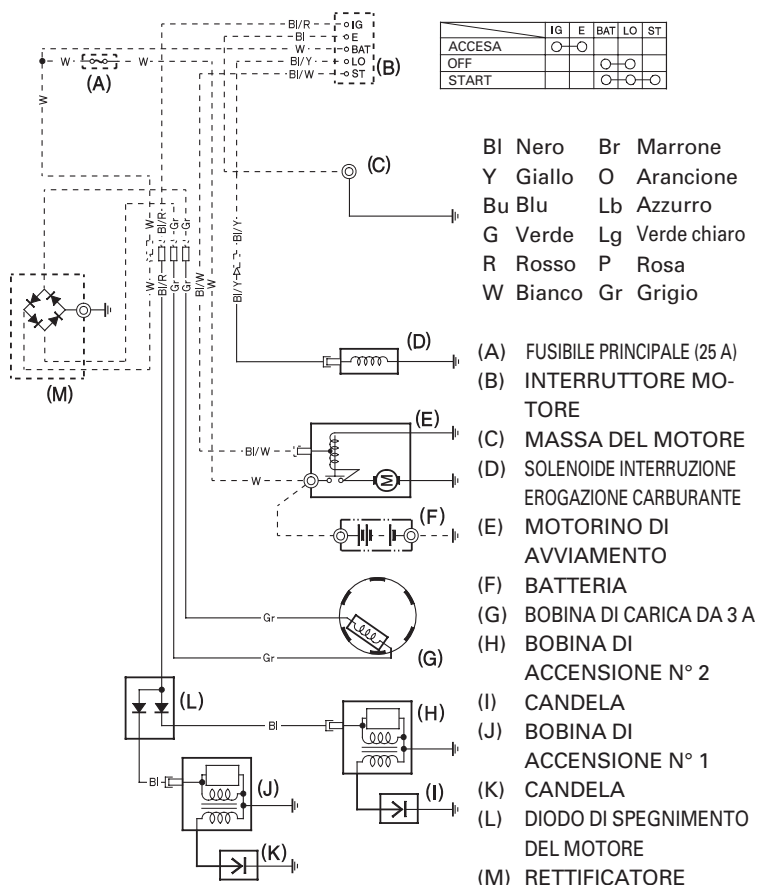 Bl/R IG
Bl E
W BAT
Bl/Y LO
Bl/W ST
(B)
IG E BAT LO ST
ACCESA
OFF
START
W W
(A)
W
Bl Nero Br Marrone
Y Giallo O Arancione
Bu Blu Lb Azzurro
G Verde Lg Verde chiaro
R Rosso P Rosa
W Bianco Gr Grigio
(C)
W Bl/R Gr Gr
Bl/Y
W Bl/R Gr Gr
Bl/W W Bl/Y
(M)
(D)
(E)
Bl/W
W
M
(F)
Gr
Gr
(G)
(L)
Bl
(H)
Bl
(J)
(I)
(K)
(A) FUSIBILE PRINCIPALE (25 A)
(B) INTERRUTTORE MO-
TORE
(C) MASSA DEL MOTORE
(D) SOLENOIDE INTERRUZIONE
EROGAZIONE CARBURANTE
(E) MOTORINO DI
AVVIAMENTO
(F) BATTERIA
(G) BOBINA DI CARICA DA 3 A
(H) BOBINA DI
ACCENSIONE N° 2
(I) CANDELA
(J) BOBINA DI
ACCENSIONE N° 1
(K) CANDELA
(L) DIODO DI SPEGNIMENTO
DEL MOTORE
(M) RETTIFICATORE